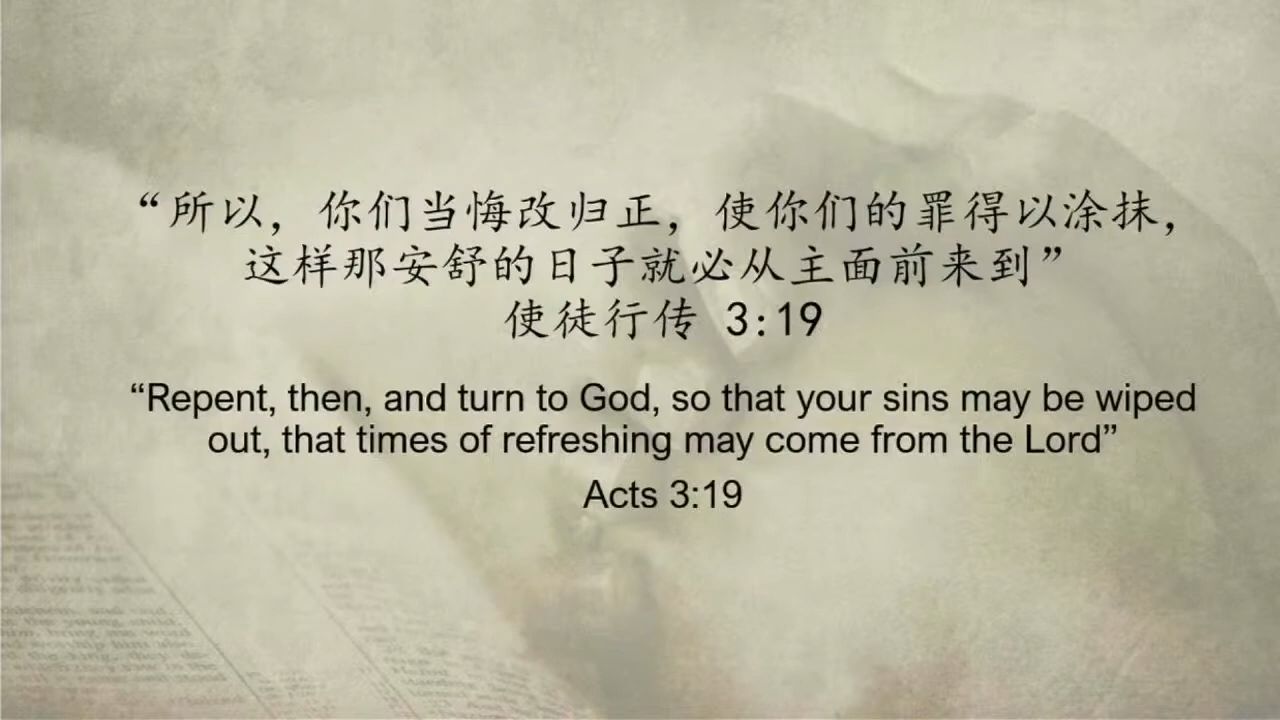 “所以，你们当悔改归正，使你们的罪得以涂抹，
这样那安舒的日子就必从主面前来到”
使徒行传 3:19
“Repent, then, and turn to God, so that your sins may be wiped
out, that times of refreshing may come from the Lord”
Acts 3:19